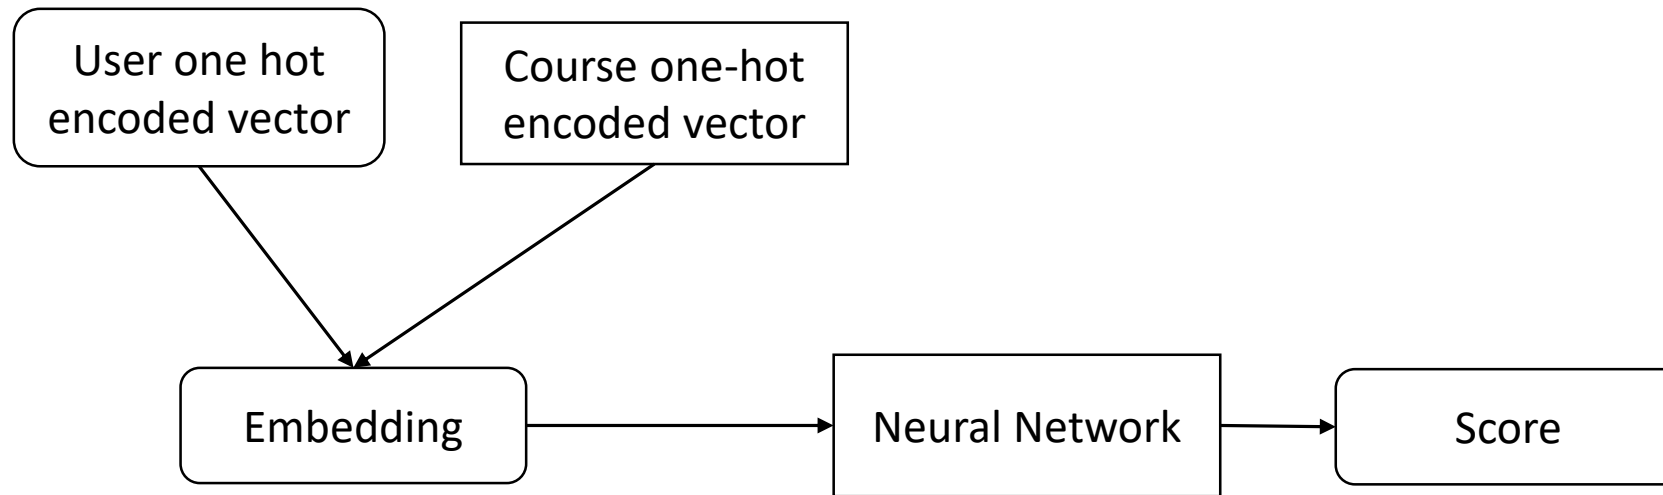 User one hot
encoded vector
Course one-hot
encoded vector
Embedding
Neural Network
Score